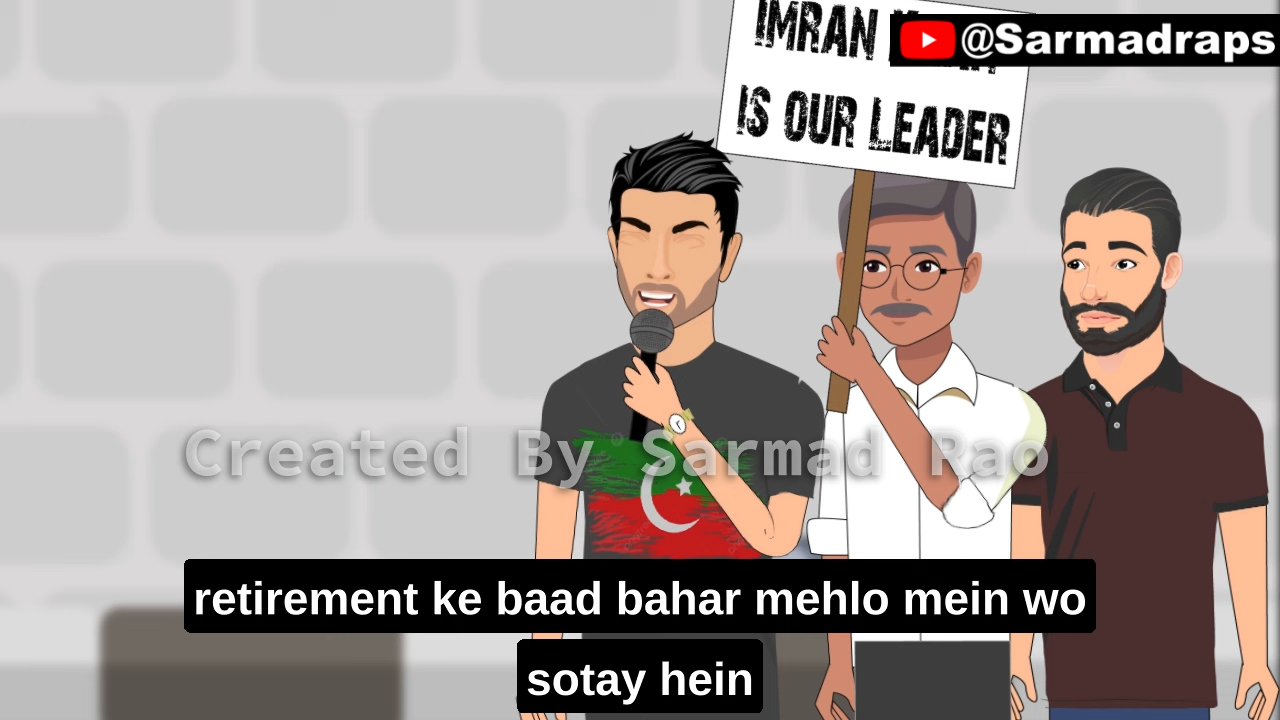 IMRAN
IS OUR LEADER
@Sarmadraps
Created By Sarmad Rao
retirement ke baad bahar mehlo mein wo
sotay hein